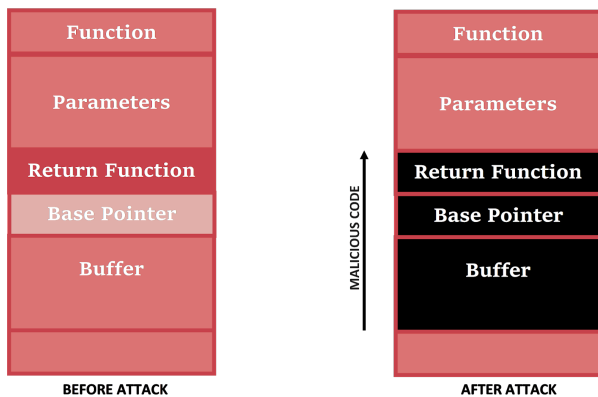 Function
Parameters
Return Function
Base Pointer
Buffer
BEFORE ATTACK
MALICIOUS CODE
Function
Parameters
Return Function
Base Pointer
Buffer
AFTER ATTACK